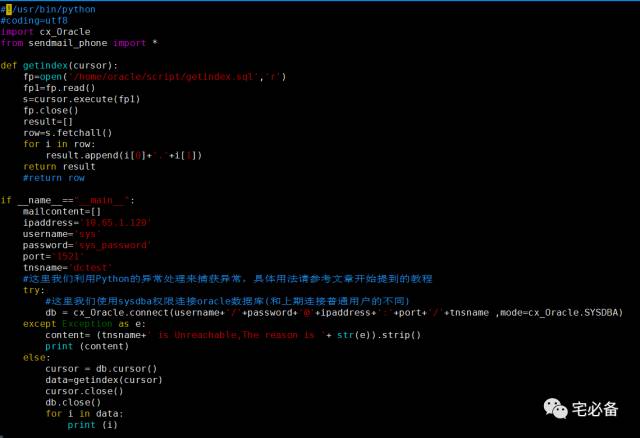 #!/usr/bin/python
#coding=utf8
import cx_Oracle
from sendmail_phone import *

def getindex(cursor):
    fp=open('/home/oracle/script/getindex.sql','r')
    fp1=fp.read()
    s=cursor.execute(fp1)
    fp.close()
    result=[]
    row=s.fetchall()
    for i in row:
        result.append(i[0]+'.'+i[1])
    return result
    #return row

if __name__=="__main__":
    mailcontent=[]
    ipaddress='10.65.1.120'
    username='sys'
    password='sys_password'
    port='1521'
    tnsname='dctest'
    #这里我们利用Python的异常处理来捕获异常，具体用法请参考文章开始提到的教程
    try:
        #这里我们使用sysdba权限连接oracle数据库(和上期连接普通用户的不同)
        db = cx_Oracle.connect(username+'/'+password+'@'+ipaddress+':'+port+'/'+tnsname ,mode=cx_Oracle.SYSDBA)
    except Exception as e:
        content= (tnsname+' is Unreachable,The reason is '+ str(e)).strip()
        print (content)
    else:
        cursor = db.cursor()
        data=getindex(cursor)
        cursor.close()
        db.close()
        for i in data:
            print (i)
宅必备